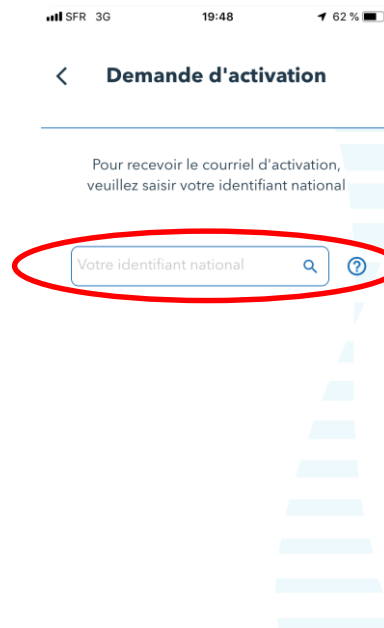 SFR 3G 19:48 62 %
Demande d'activation
Pour recevoir le courriel d'activation,
veuillez saisir votre identifiant national
Votre identifiant national